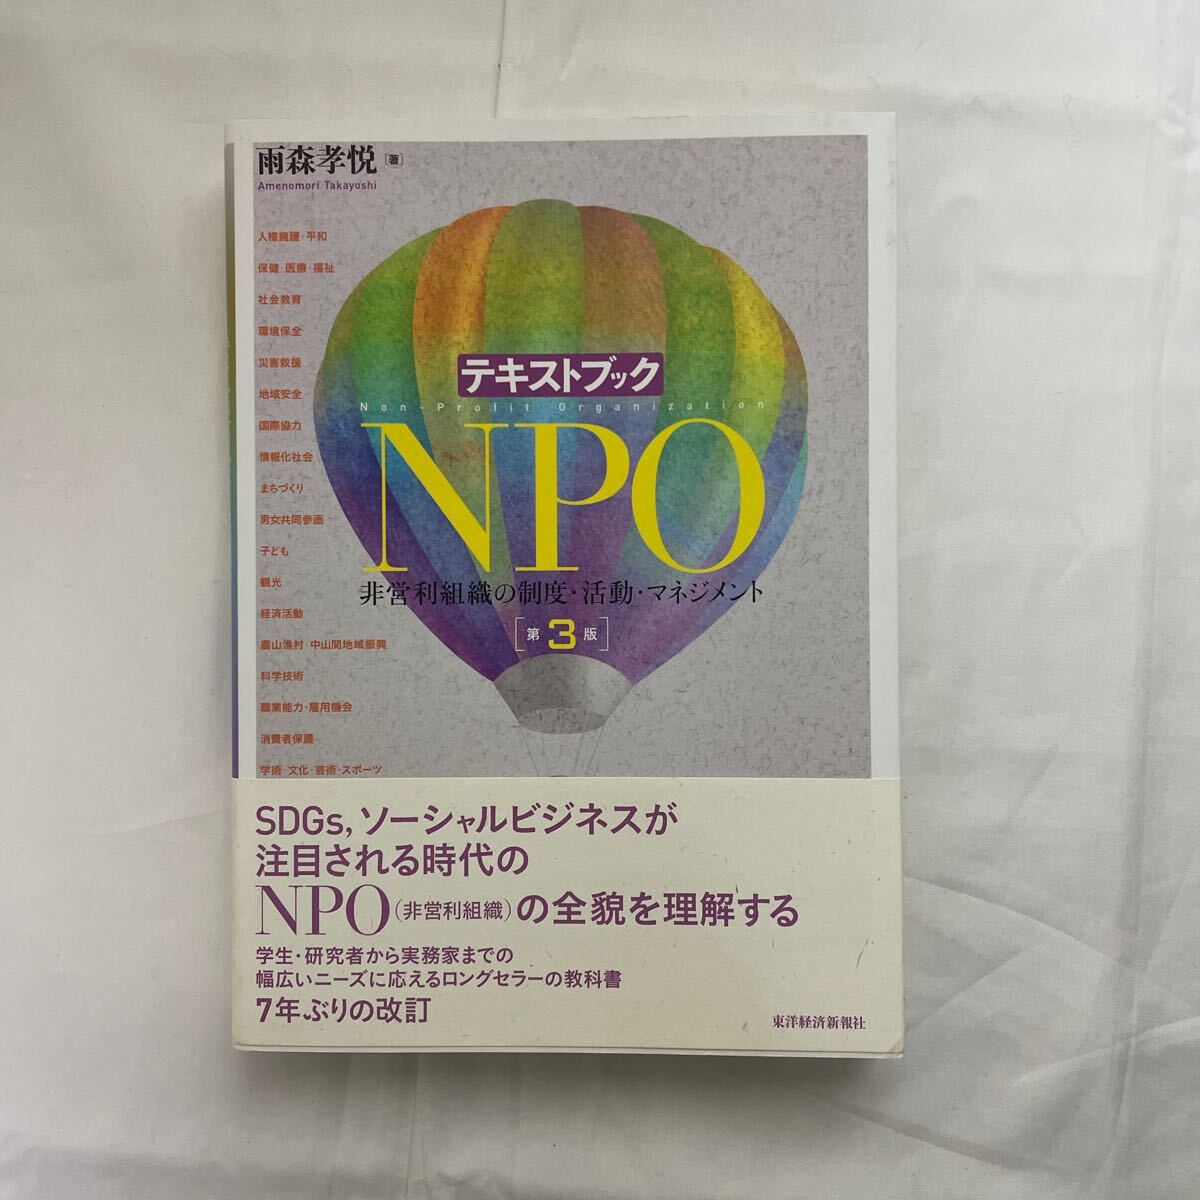 雨森孝悦［著］
Amenomori Takayoshi
人権擁護・平和
保健・医療・福祉
社会教育
環境保全
災害救援
地域安全
国際協力
情報化社会
まちづくり
男女共同参画
子ども
観光
経済活動
農山漁村・中山間地域振興
科学技術
職業能力・雇用機会
消費者保護
学術・文化・芸術・スポーツ
テキストブック
Non-Profit Organization
NPO
非営利組織の制度・活動・マネジメント
［第3版］
SDGs, ソーシャルビジネスが
注目される時代の
NPO（非営利組織）の全貌を理解する
学生・研究者から実務家までの
幅広いニーズに応えるロングセラーの教科書
7年ぶりの改訂
東洋経済新報社